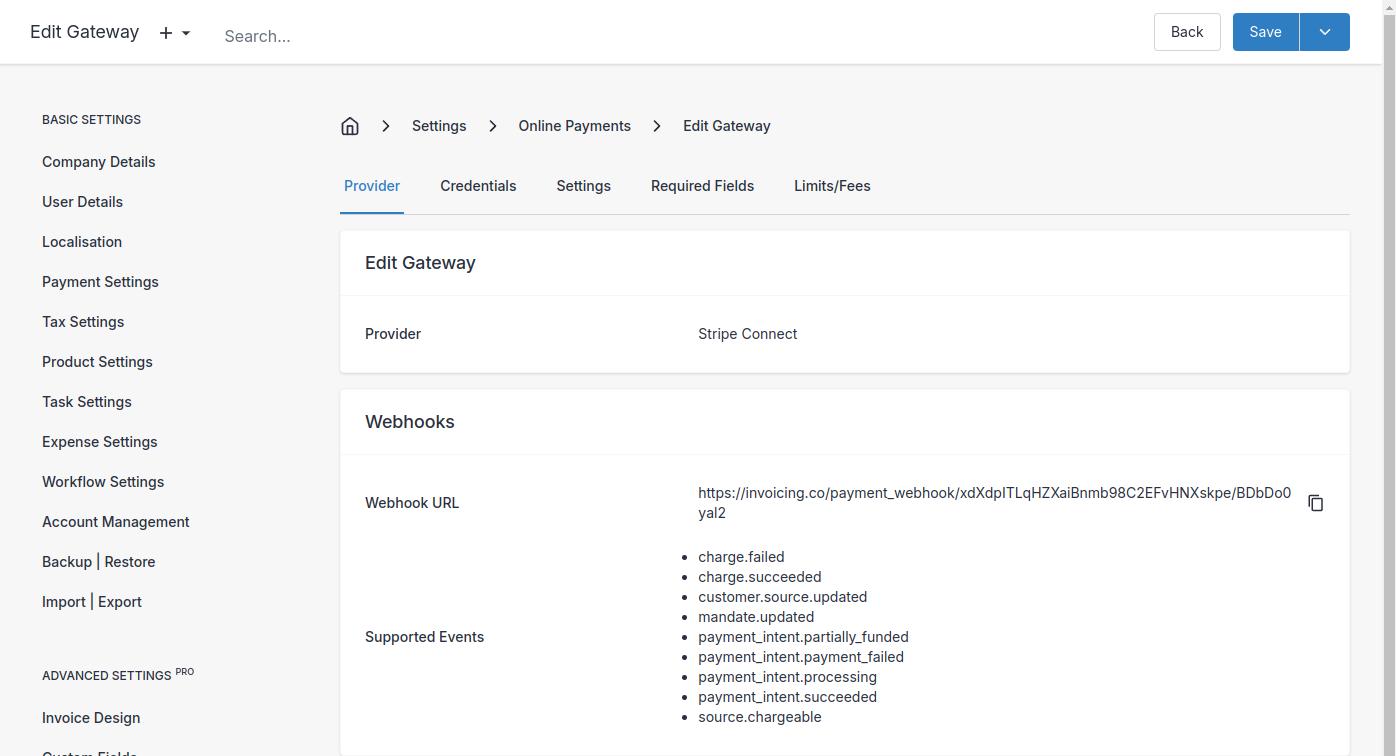 Edit Gateway
Search...
Back
Save
BASIC SETTINGS
Company Details
User Details
Localisation
Payment Settings
Tax Settings
Product Settings
Task Settings
Expense Settings
Workflow Settings
Account Management
Backup | Restore
Import | Export
ADVANCED SETTINGS PRO
Invoice Design
Custom Fields
Settings
Online Payments
Edit Gateway
Provider
Credentials
Settings
Required Fields
Limits/Fees
Edit Gateway
Provider
Stripe Connect
Webhooks
Webhook URL
https://invoicing.co/payment_webhook/xdXdpITLqHZXaiBnmb98C2EFvHNXskpe/BDbDo0
yal2
Supported Events
charge.failed
charge.succeeded
customer.source.updated
mandate.updated
payment_intent.partially_funded
payment_intent.payment_failed
payment_intent.processing
payment_intent.succeeded
source.chargeable